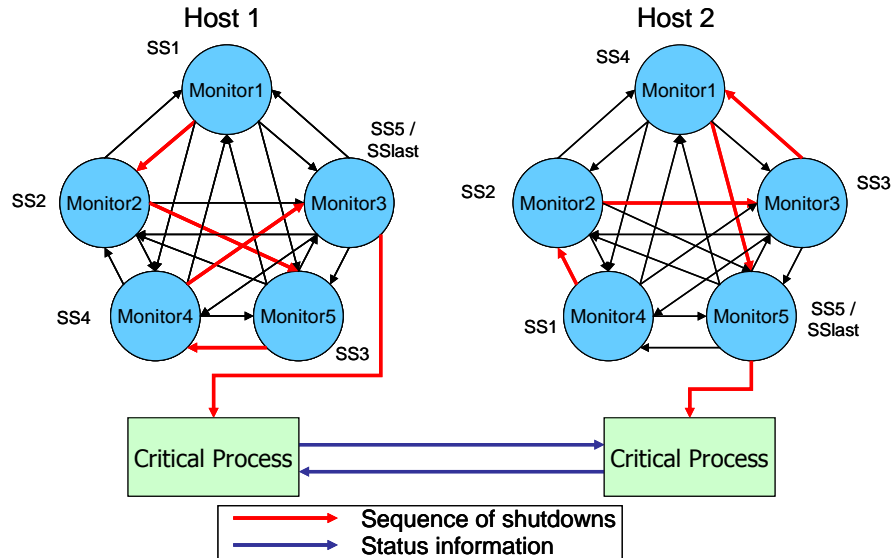 Host 1
Host 2
SS1
SS4
Monitor1
Monitor1
SS5 /
SSlast
SS2
Monitor2
Monitor3
SS2
Monitor2
Monitor3
SS3
SS4
Monitor4
Monitor5
SS3
SS1
Monitor4
Monitor5
SS5 /
SSlast
Critical Process
Critical Process
Sequence of shutdowns
Status information